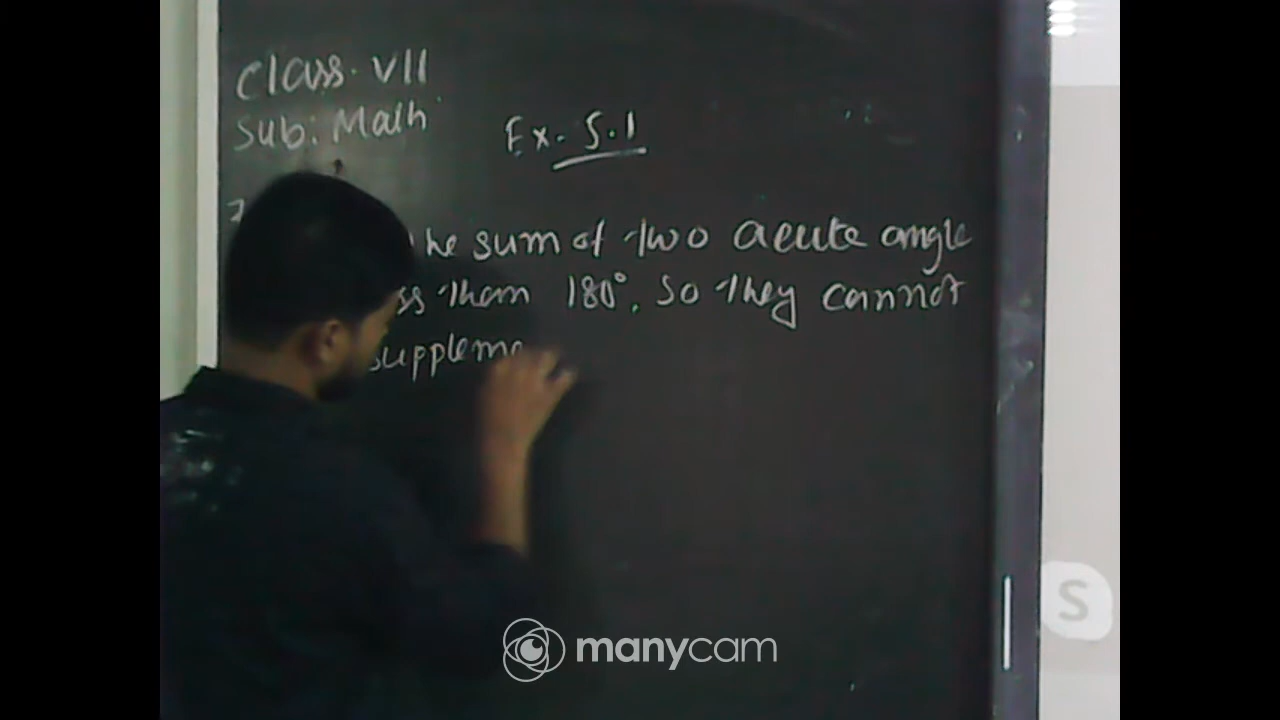 Class. VII
Sub: Math
Ex. 5.1
he sum of two acute angle
ss than 180°. So they cannot
suppleme
manycam
S